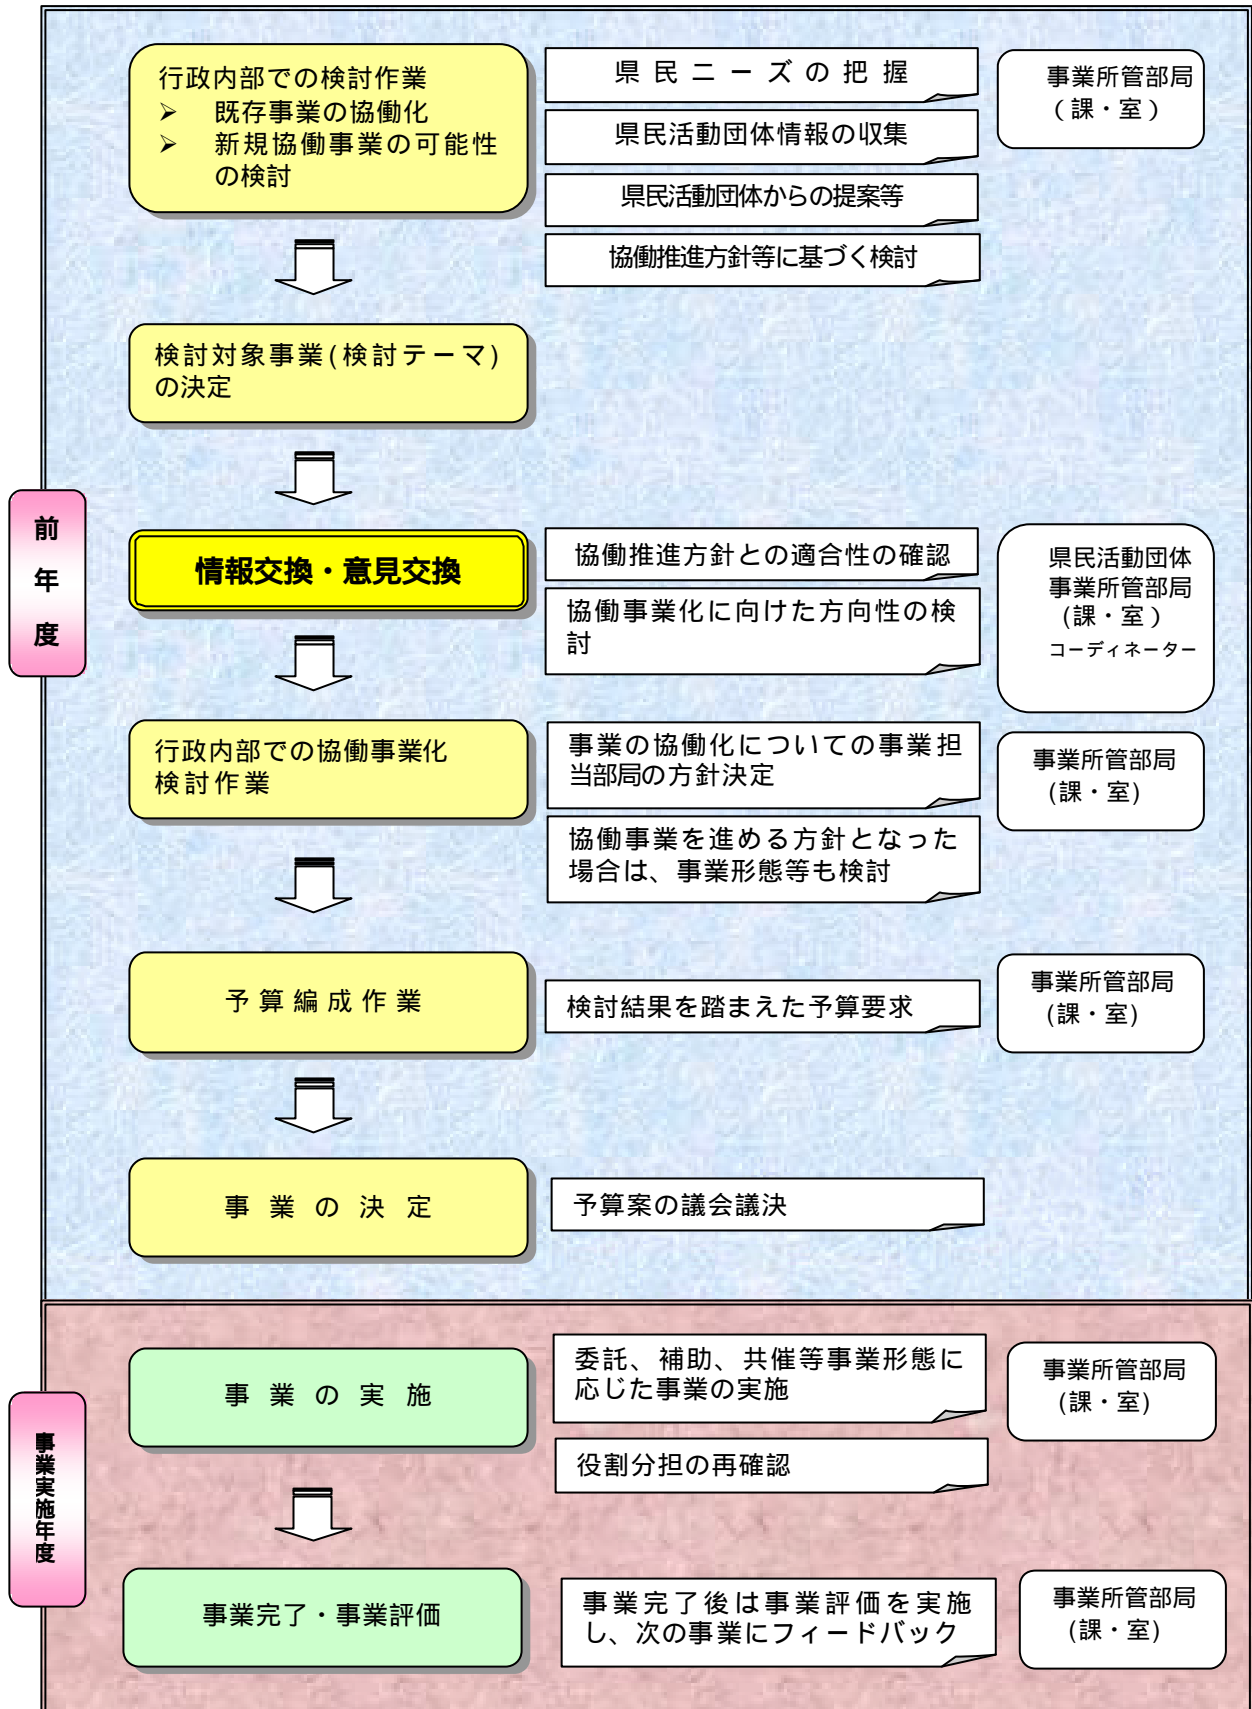 行政内部での検討作業
➢ 既存事業の協働化
➢ 新規協働事業の可能性
の検討
県民ニーズの把握
県民活動団体情報の収集
県民活動団体からの提案等
協働推進方針等に基づく検討
事業所管部局
(課・室)
検討対象事業(検討テーマ)
の決定
前
年
度
情報交換・意見交換
協働推進方針との適合性の確認
協働事業化に向けた方向性の検
討
県民活動団体
事業所管部局
(課・室)
コーディネーター
行政内部での協働事業化
検討作業
事業の協働化についての事業担
当部局の方針決定
協働事業を進める方針となった
場合は、事業形態等も検討
事業所管部局
(課・室)
予算編成作業
検討結果を踏まえた予算要求
事業所管部局
(課・室)
事業の決定
予算案の議会議決
事業実施年度
事業の実施
委託、補助、共催等事業形態に
応じた事業の実施
役割分担の再確認
事業所管部局
(課・室)
事業完了・事業評価
事業完了後は事業評価を実施
し、次の事業にフィードバック
事業所管部局
(課・室)